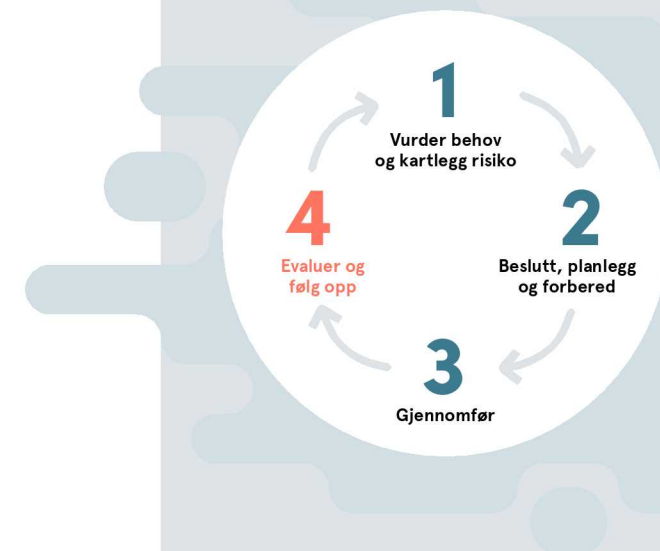 1
Vurder behov
og kartlegg risiko
2
Beslutt, planlegg
og forbered
3
Gjennomfør
4
Evaluer og
følg opp